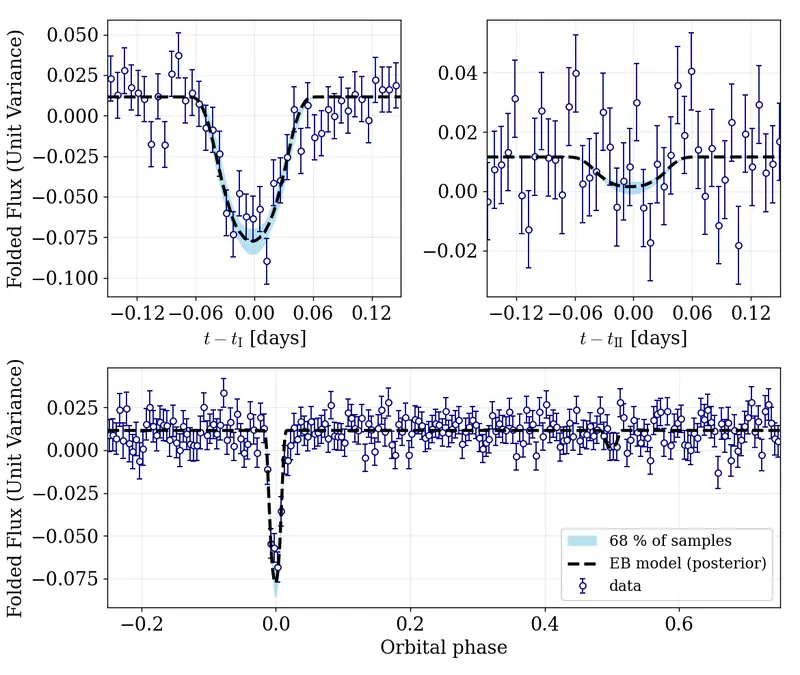 Folded Flux (Unit Variance)
0.050
0.025
0.000
−0.025
−0.050
−0.075
−0.100
−0.12 −0.06 0.00 0.06 0.12
t − tI [days]
0.04
0.02
0.00
−0.02
−0.12 −0.06 0.00 0.06 0.12
t − tII [days]
Folded Flux (Unit Variance)
0.025
0.000
−0.025
−0.050
−0.075
68 % of samples
EB model (posterior)
data
−0.2 0.0 0.2 0.4 0.6
Orbital phase